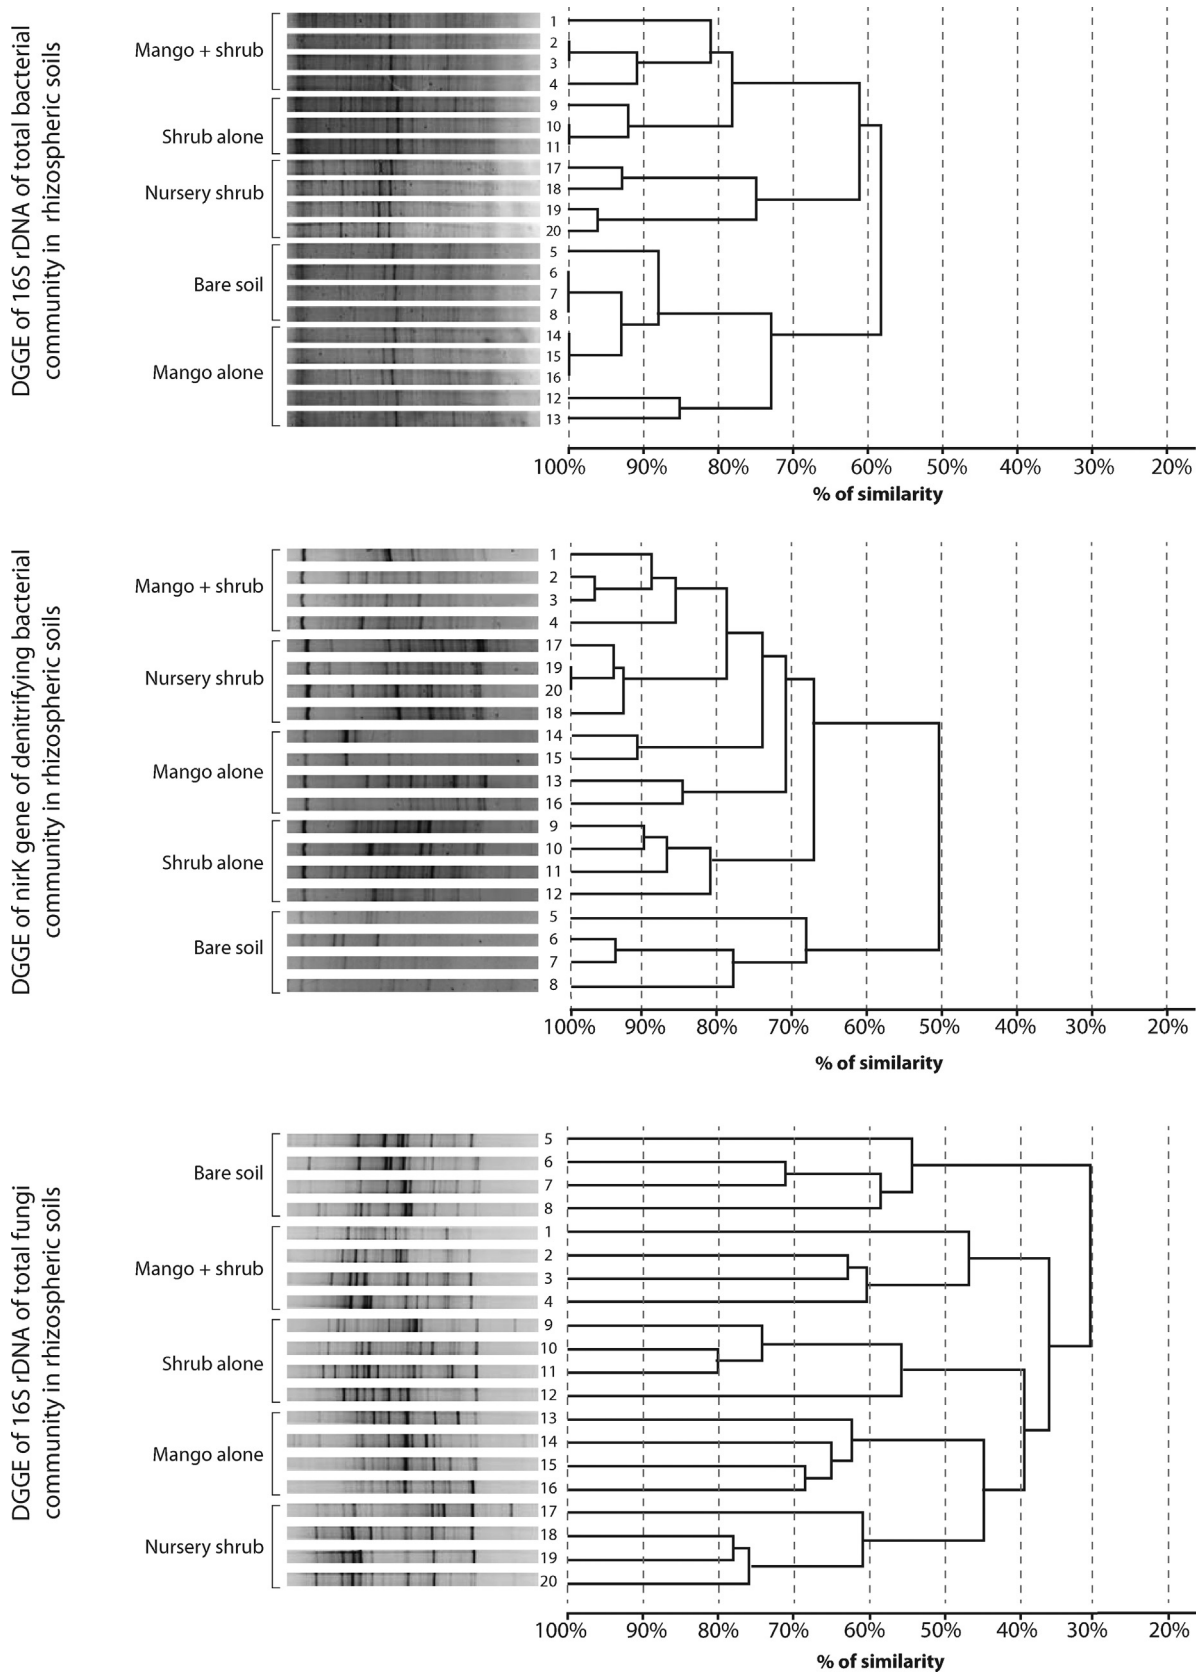 DGGE of 16S rDNA of total bacterial
community in rhizospheric soils
Mango + shrub
Shrub alone
Nursery shrub
Bare soil
Mango alone
1
2
3
4
9
10
11
17
18
19
20
5
6
7
8
14
15
16
12
13
100% 90% 80% 70% 60% 50% 40% 30% 20%
% of similarity
DGGE of nirK gene of denitrifying bacterial
community in rhizospheric soils
Mango + shrub
Nursery shrub
Mango alone
Shrub alone
Bare soil
1
2
3
4
17
19
20
18
14
15
13
16
9
10
11
12
5
6
7
8
100% 90% 80% 70% 60% 50% 40% 30% 20%
% of similarity
DGGE of 16S rDNA of total fungi
community in rhizospheric soils
Bare soil
Mango + shrub
Shrub alone
Mango alone
Nursery shrub
5
6
7
8
1
2
3
4
9
10
11
12
13
14
15
16
17
18
19
20
100% 90% 80% 70% 60% 50% 40% 30% 20%
% of similarity